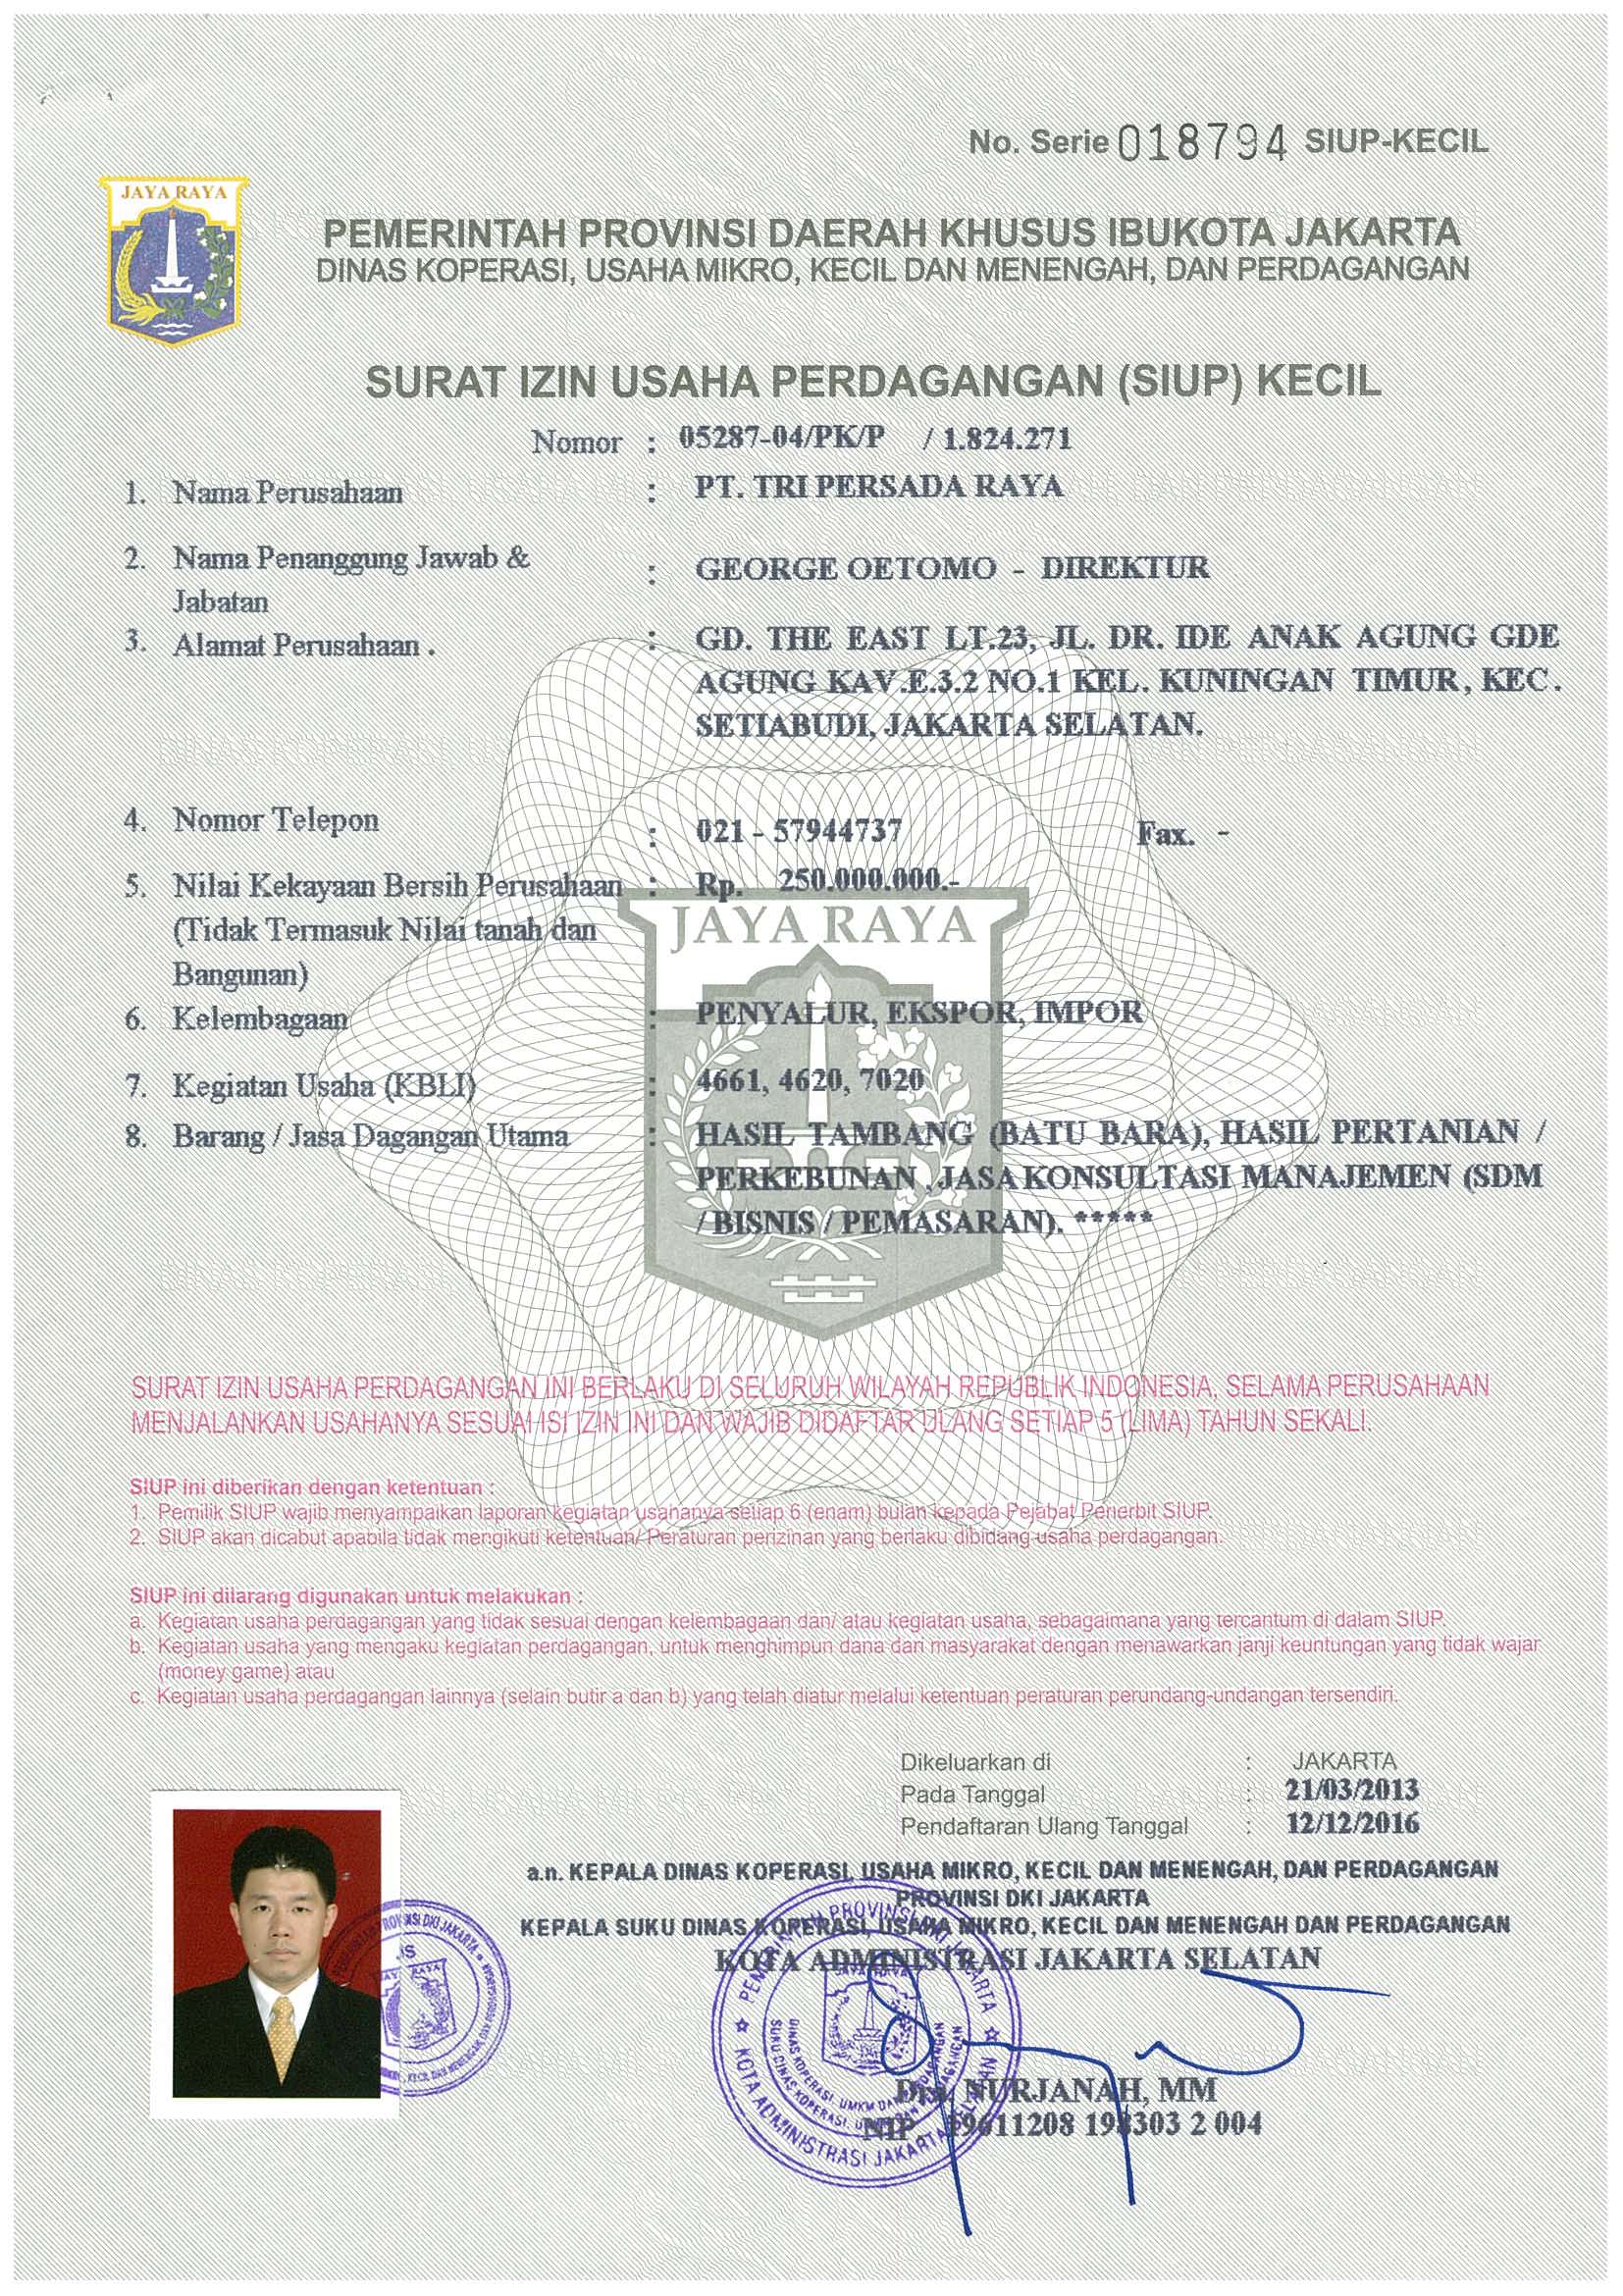 No. Serie 018794 SIUP-KECIL
JAYA RAYA
PEMERINTAH PROVINSI DAERAH KHUSUS IBUKOTA JAKARTA
DINAS KOPERASI, USAHA MIKRO, KECIL DAN MENENGAH, DAN PERDAGANGAN
SURAT IZIN USAHA PERDAGANGAN (SIUP) KECIL
Nomor : 05287-04/PK/P / 1.824.271
1. Nama Perusahaan : PT. TRI PERSADA RAYA
2. Nama Penanggung Jawab &
Jabatan : GEORGE OETOMO - DIREKTUR
3. Alamat Perusahaan . : GD. THE EAST LT.23, JL. DR. IDE ANAK AGUNG GDE
AGUNG KAV.E.3.2 NO.1 KEL. KUNINGAN TIMUR, KEC.
SETIABUDI, JAKARTA SELATAN.
4. Nomor Telepon : 021 - 57944737 Fax. -
5. Nilai Kekayaan Bersih Perusahaan : Rp. 250.000.000.-
(Tidak Termasuk Nilai tanah dan
Bangunan)
JAYA RAYA
6. Kelembagaan : PENYALUR, EKSPOR, IMPOR
7. Kegiatan Usaha (KBLI) : 4661, 4620, 7020
8. Barang / Jasa Dagangan Utama : HASIL TAMBANG (BATU BARA), HASIL PERTANIAN /
PERKEBUNAN , JASA KONSULTASI MANAJEMEN (SDM
/ BISNIS / PEMASARAN). *****
SURAT IZIN USAHA PERDAGANGAN INI BERLAKU DI SELURUH WILAYAH REPUBLIK INDONESIA, SELAMA PERUSAHAAN
MENJALANKAN USAHANYA SESUAI ISI IZIN INI DAN WAJIB DIDAFTAR ULANG SETIAP 5 (LIMA) TAHUN SEKALI.
SIUP ini diberikan dengan ketentuan :
1. Pemilik SIUP wajib menyampaikan laporan kegiatan usahanya setiap 6 (enam) bulan kepada Pejabat Penerbit SIUP.
2. SIUP akan dicabut apabila tidak mengikuti ketentuan/ Peraturan perizinan yang berlaku dibidang usaha perdagangan.
SIUP ini dilarang digunakan untuk melakukan :
a. Kegiatan usaha perdagangan yang tidak sesuai dengan kelembagaan dan/ atau kegiatan usaha, sebagaimana yang tercantum di dalam SIUP.
b. Kegiatan usaha yang mengaku kegiatan perdagangan, untuk menghimpun dana dari masyarakat dengan menawarkan janji keuntungan yang tidak wajar
(money game) atau
c. Kegiatan usaha perdagangan lainnya (selain butir a dan b) yang telah diatur melalui ketentuan peraturan perundang-undangan tersendiri.
Dikeluarkan di : JAKARTA
Pada Tanggal : 21/03/2013
Pendaftaran Ulang Tanggal : 12/12/2016
a.n. KEPALA DINAS KOPERASI, USAHA MIKRO, KECIL DAN MENENGAH, DAN PERDAGANGAN
PROVINSI DKI JAKARTA
KEPALA SUKU DINAS KOPERASI, USAHA MIKRO, KECIL DAN MENENGAH DAN PERDAGANGAN
KOTA ADMINISTRASI JAKARTA SELATAN
PEMERINTAH PROVINSI DKI JAKARTA
KOTA ADMINISTRASI JAKARTA SELATAN
Dra. NURJANAH, MM
NIP. 19611208 198303 2 004